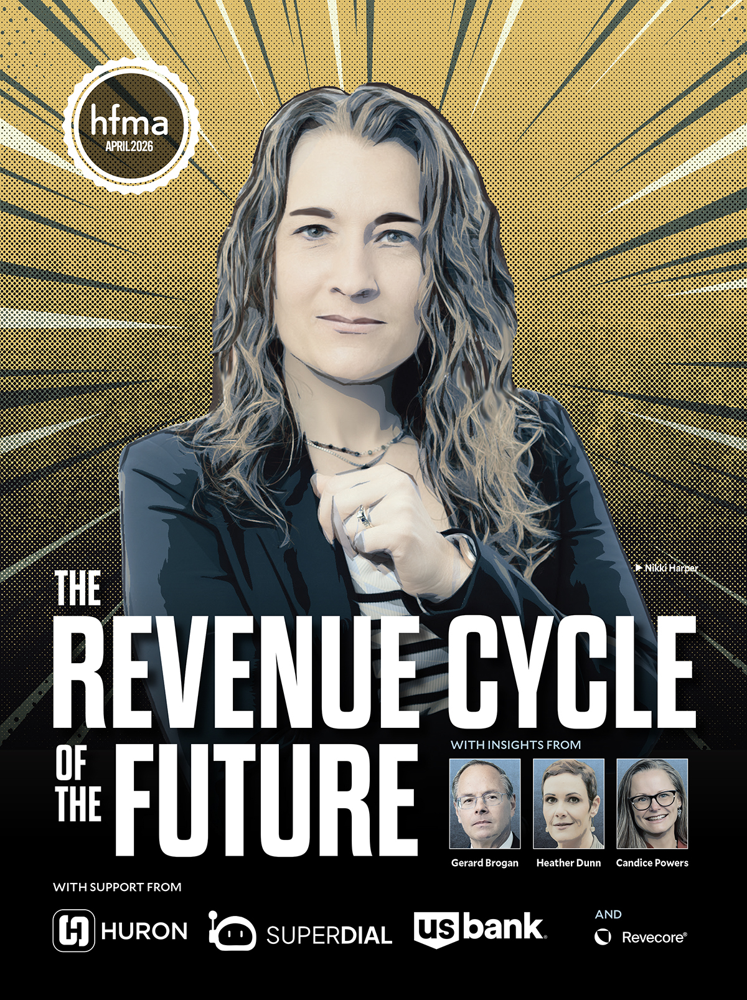 hfma
APRIL 2026
Nikki Harper
THE
REVENUE CYCLE
OF
THE
FUTURE
WITH INSIGHTS FROM
Gerard Brogan
Heather Dunn
Candice Powers
WITH SUPPORT FROM
HURON
SUPERDIAL
us bank®
AND
Revecore®